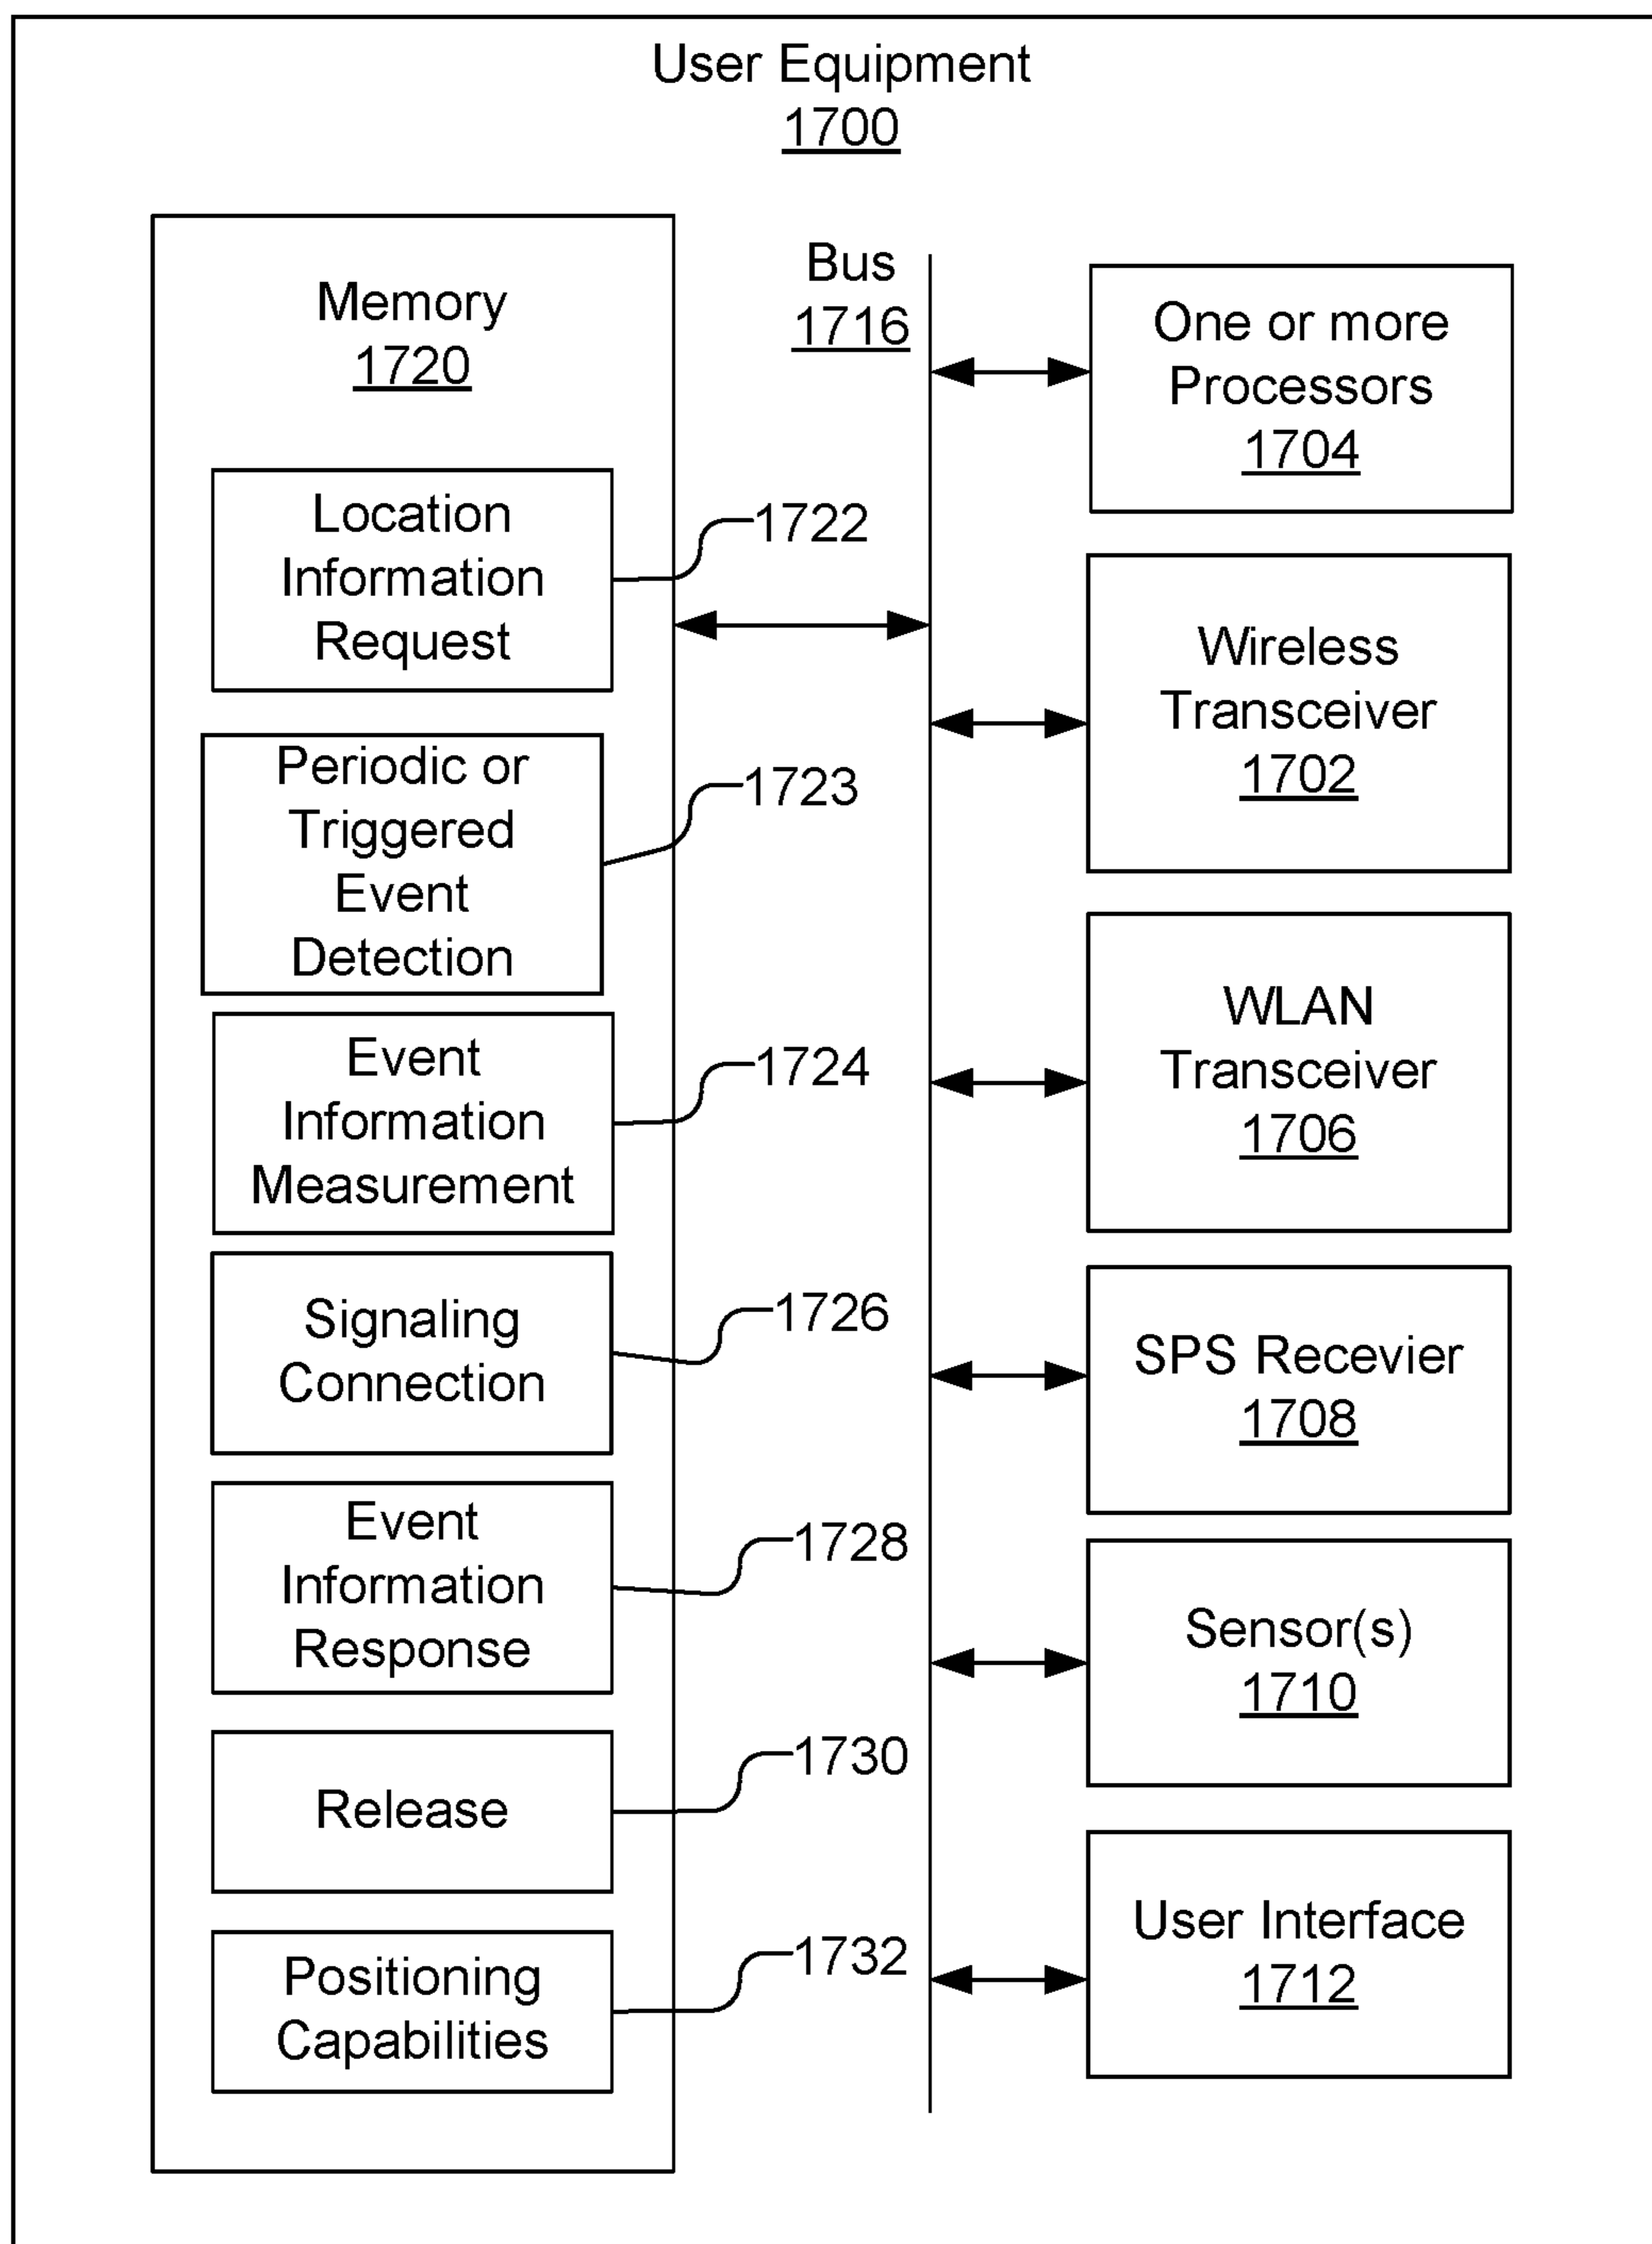 User Equipment
1700
Memory
1720
Location
Information
Request
1722
Periodic or
Triggered
Event
Detection
1723
Event
Information
Measurement
1724
Signaling
Connection
1726
Event
Information
Response
1728
Release
1730
Positioning
Capabilities
1732
Bus
1716
One or more
Processors
1704
Wireless
Transceiver
1702
WLAN
Transceiver
1706
SPS Recevier
1708
Sensor(s)
1710
User Interface
1712